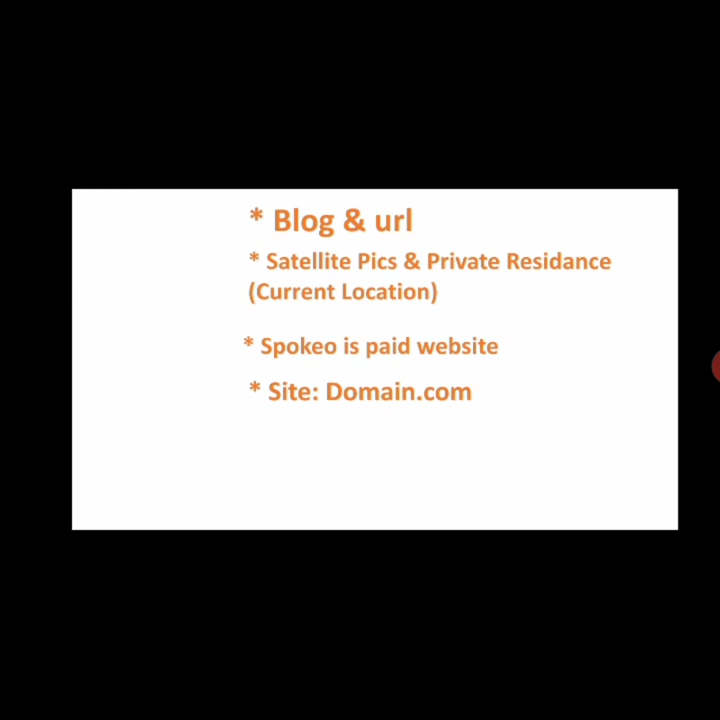 * Blog & url
* Satellite Pics & Private Residance
(Current Location)
* Spokeo is paid website
* Site: Domain.com